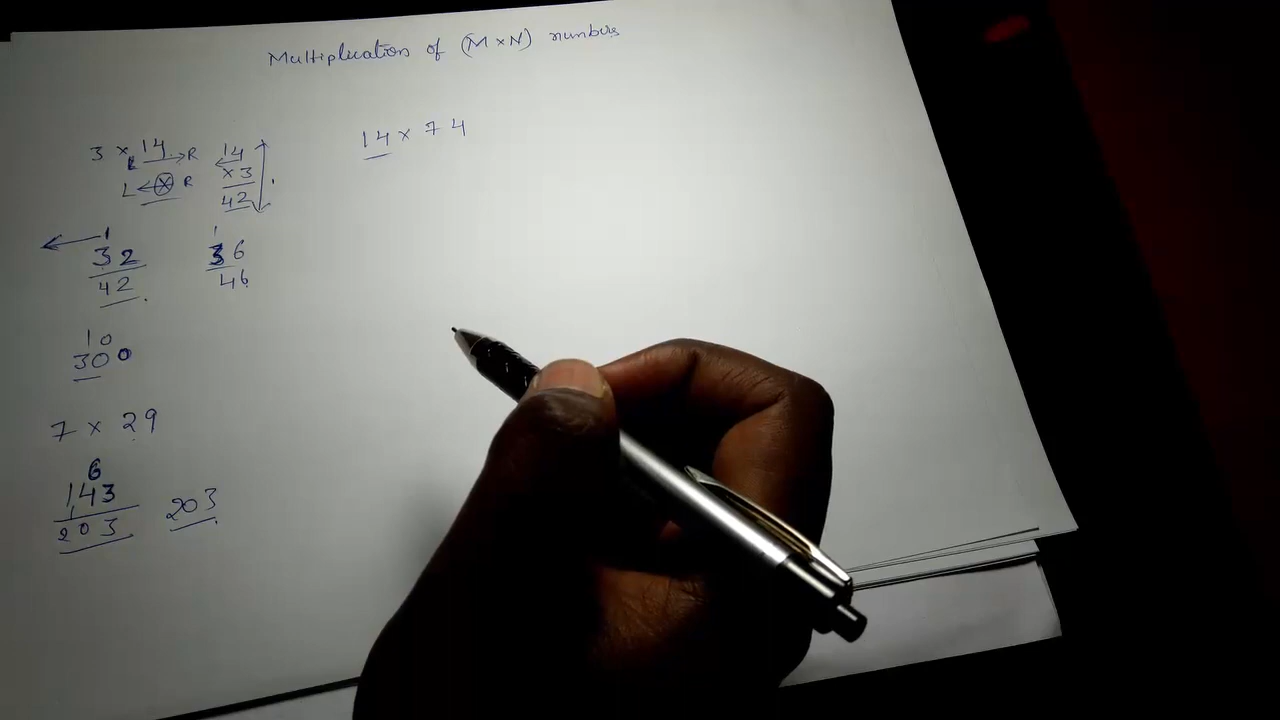 Multiplication of (M×N) numbers
3 × 14
L R
L ⊗ R
14
×3
42
1
32
42
1
36
46
10
300
7 × 29
6
143
1
203
203
14 × 74